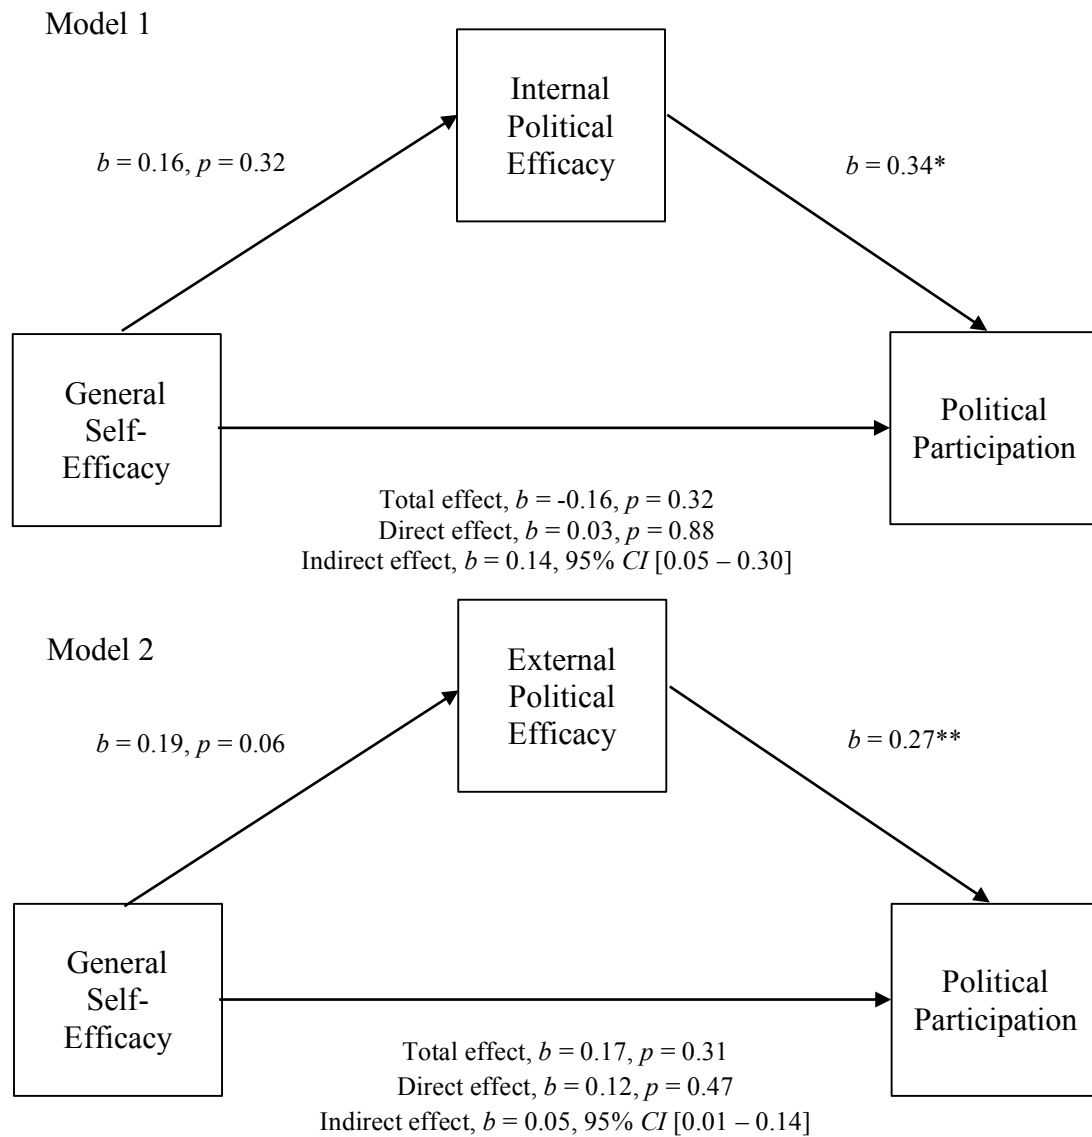 Model 1
Internal
Political
Efficacy
b = 0.16, p = 0.32
b = 0.34*
General
Self-
Efficacy
Political
Participation
Total effect, b = -0.16, p = 0.32
Direct effect, b = 0.03, p = 0.88
Indirect effect, b = 0.14, 95% CI [0.05 – 0.30]
Model 2
External
Political
Efficacy
b = 0.19, p = 0.06
b = 0.27**
General
Self-
Efficacy
Political
Participation
Total effect, b = 0.17, p = 0.31
Direct effect, b = 0.12, p = 0.47
Indirect effect, b = 0.05, 95% CI [0.01 – 0.14]